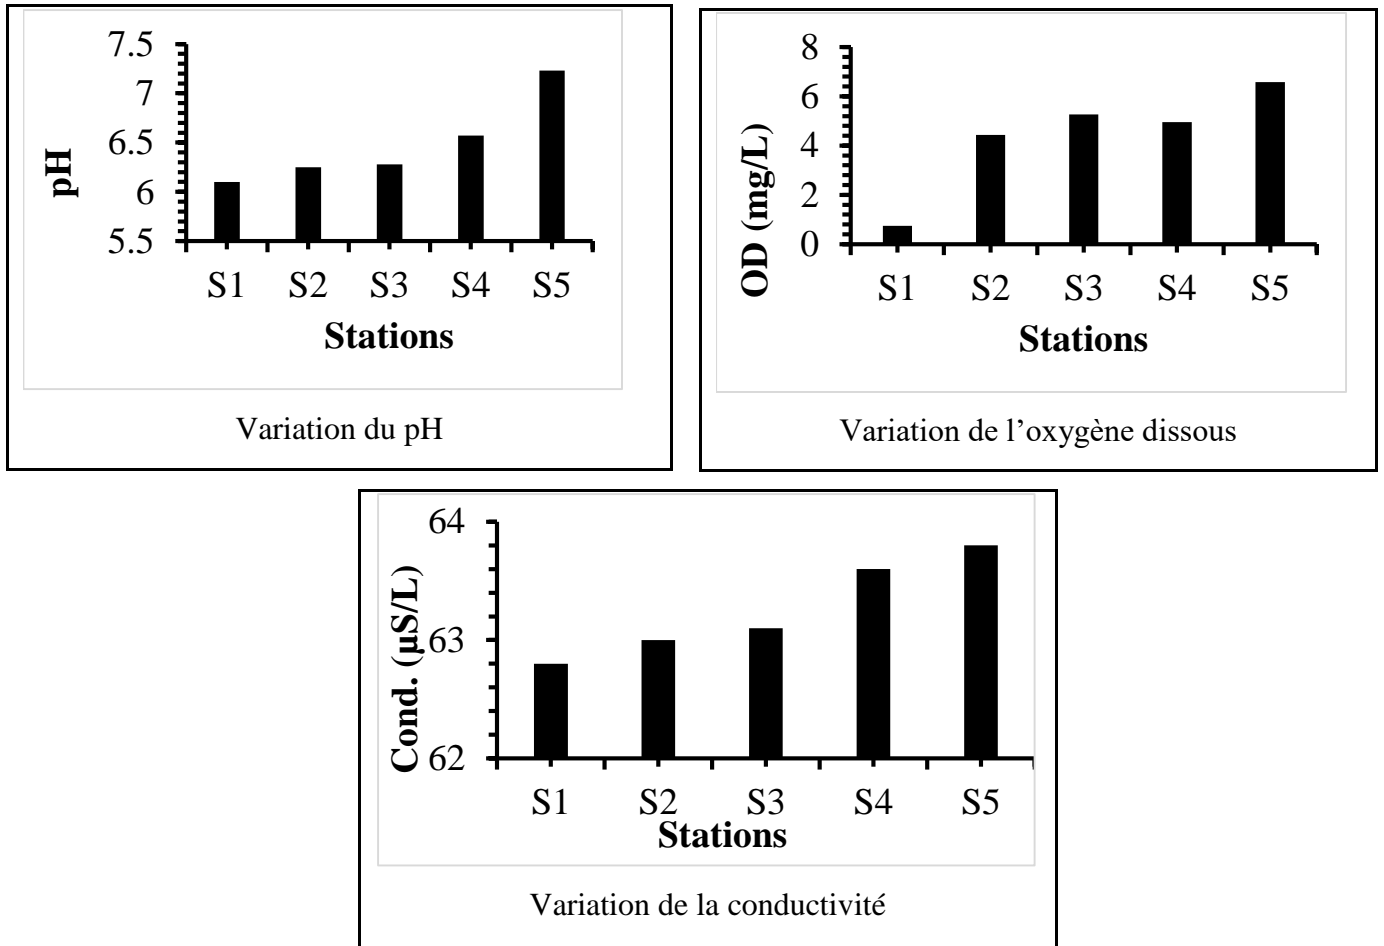 7.5
7
6.5
6
5.5
pH
S1 S2 S3 S4 S5
Stations
Variation du pH
8
6
4
2
0
OD (mg/L)
S1 S2 S3 S4 S5
Stations
Variation de l’oxygène dissous
64
63
62
Cond. (µS/L)
S1 S2 S3 S4 S5
Stations
Variation de la conductivité